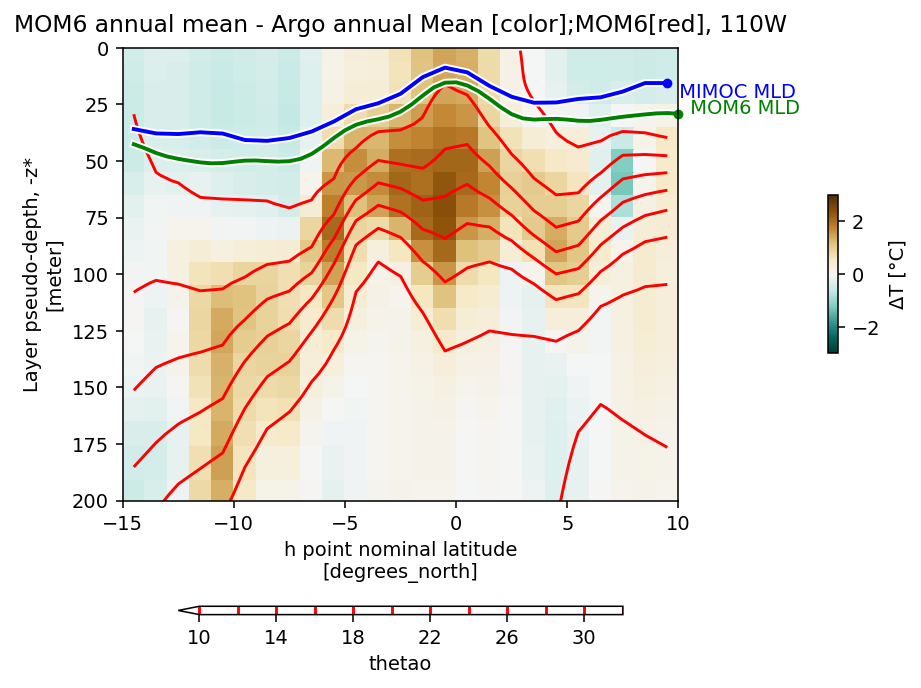 MOM6 annual mean - Argo annual Mean [color];MOM6[red], 110W
0
25
50
75
100
125
150
175
200
Layer pseudo-depth, -z*
[meter]
MIMOC MLD
MOM6 MLD
−15
−10
−5
0
5
10
h point nominal latitude
[degrees_north]
2
0
−2
ΔT [°C]
10
14
18
22
26
30
thetao